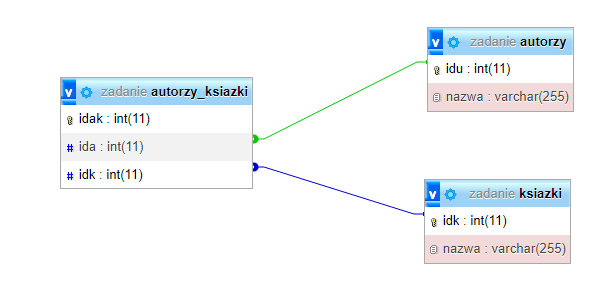 v zadanie autorzy_ksiazki
idak : int(11)
# ida : int(11)
# idk : int(11)
v zadanie autorzy
idu : int(11)
nazwa : varchar(255)
v zadanie ksiazki
idk : int(11)
nazwa : varchar(255)